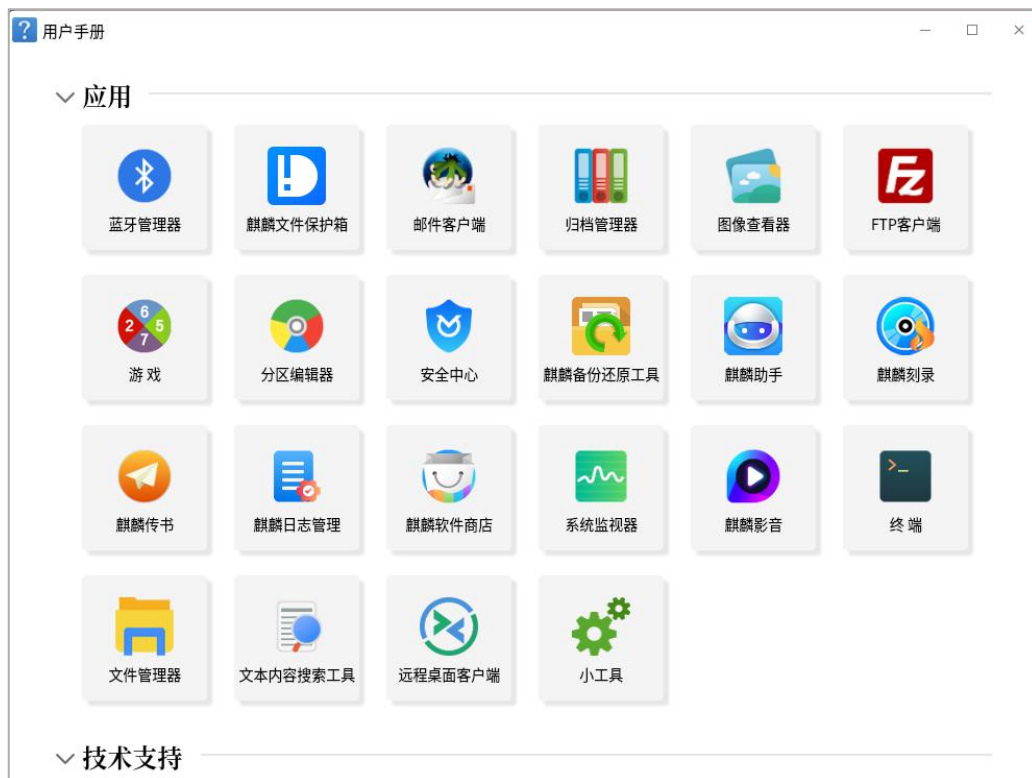 用户手册
应用
蓝牙管理器 麒麟文件保护箱 邮件客户端 归档管理器 图像查看器 FTP客户端
游戏 分区编辑器 安全中心 麒麟备份还原工具 麒麟助手 麒麟刻录
麒麟传书 麒麟日志管理 麒麟软件商店 系统监视器 麒麟影音 终端
文件管理器 文本内容搜索工具 远程桌面客户端 小工具
技术支持